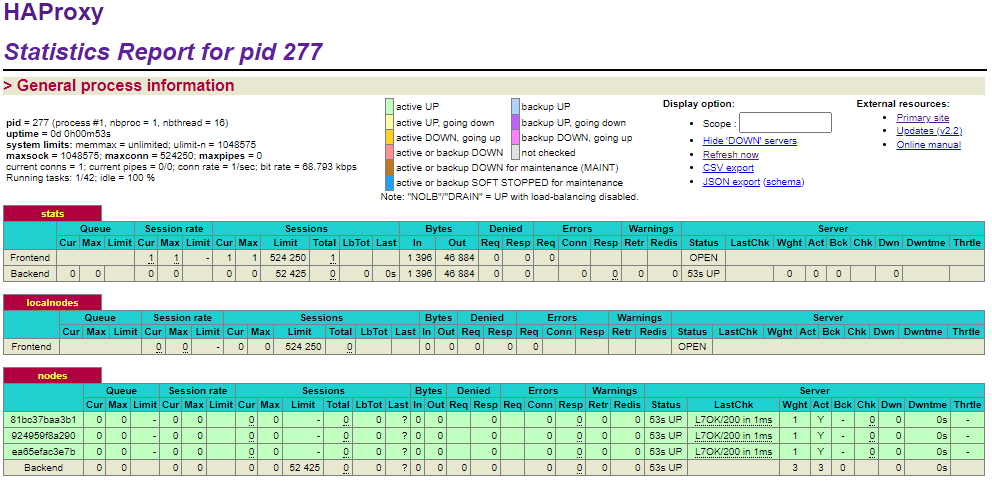 HAProxy
Statistics Report for pid 277
> General process information
pid = 277 (process #1, nbproc = 1, nbthread = 16)
uptime = 0d 0h00m53s
system limits: memmax = unlimited; ulimit-n = 1048575
maxsock = 1048575; maxconn = 524250; maxpipes = 0
current conns = 1; current pipes = 0/0; conn rate = 1/sec; bit rate = 68.793 kbps
Running tasks: 1/42; idle = 100 %
active UP backup UP
active UP, going down backup UP, going down
active DOWN, going up backup DOWN, going up
active or backup DOWN not checked
active or backup DOWN for maintenance (MAINT)
active or backup SOFT STOPPED for maintenance
Note: "NOLB"/"DRAIN" = UP with load-balancing disabled.
Display option:
• Scope :
• Hide 'DOWN' servers
• Refresh now
• CSV export
• JSON export (schema)
External resources:
• Primary site
• Updates (v2.2)
• Online manual
stats
Queue Session rate Sessions Bytes Denied Errors Warnings Server
Cur Max Limit Cur Max Limit Cur Max Limit Total LbTot Last In Out Req Resp Req Conn Resp Retr Redis Status LastChk Wght Act Bck Chk Dwn Dwntme Thrtle
Frontend 1 1 - 1 1 524 250 1 1 396 46 884 0 0 0 OPEN
Backend 0 0 0 0 0 0 52 425 0 0 0s 1 396 46 884 0 0 0 0 0 0 53s UP 0 0 0 0
localnodes
Queue Session rate Sessions Bytes Denied Errors Warnings Server
Cur Max Limit Cur Max Limit Cur Max Limit Total LbTot Last In Out Req Resp Req Conn Resp Retr Redis Status LastChk Wght Act Bck Chk Dwn Dwntme Thrtle
Frontend 0 0 - 0 0 524 250 0 0 0 0 0 0 OPEN
nodes
Queue Session rate Sessions Bytes Denied Errors Warnings Server
Cur Max Limit Cur Max Limit Cur Max Limit Total LbTot Last In Out Req Resp Req Conn Resp Retr Redis Status LastChk Wght Act Bck Chk Dwn Dwntme Thrtle
81bc37baa3b1 0 0 - 0 0 0 0 - 0 0 ? 0 0 0 0 0 0 0 53s UP L7OK/200 in 1ms 1 Y - 0 0 0s -
924959f8a290 0 0 - 0 0 0 0 - 0 0 ? 0 0 0 0 0 0 0 53s UP L7OK/200 in 1ms 1 Y - 0 0 0s -
ea65efac3e7b 0 0 - 0 0 0 0 - 0 0 ? 0 0 0 0 0 0 0 53s UP L7OK/200 in 1ms 1 Y - 0 0 0s -
Backend 0 0 0 0 0 0 52 425 0 0 ? 0 0 0 0 0 0 0 0 53s UP 3 3 0 0 0s